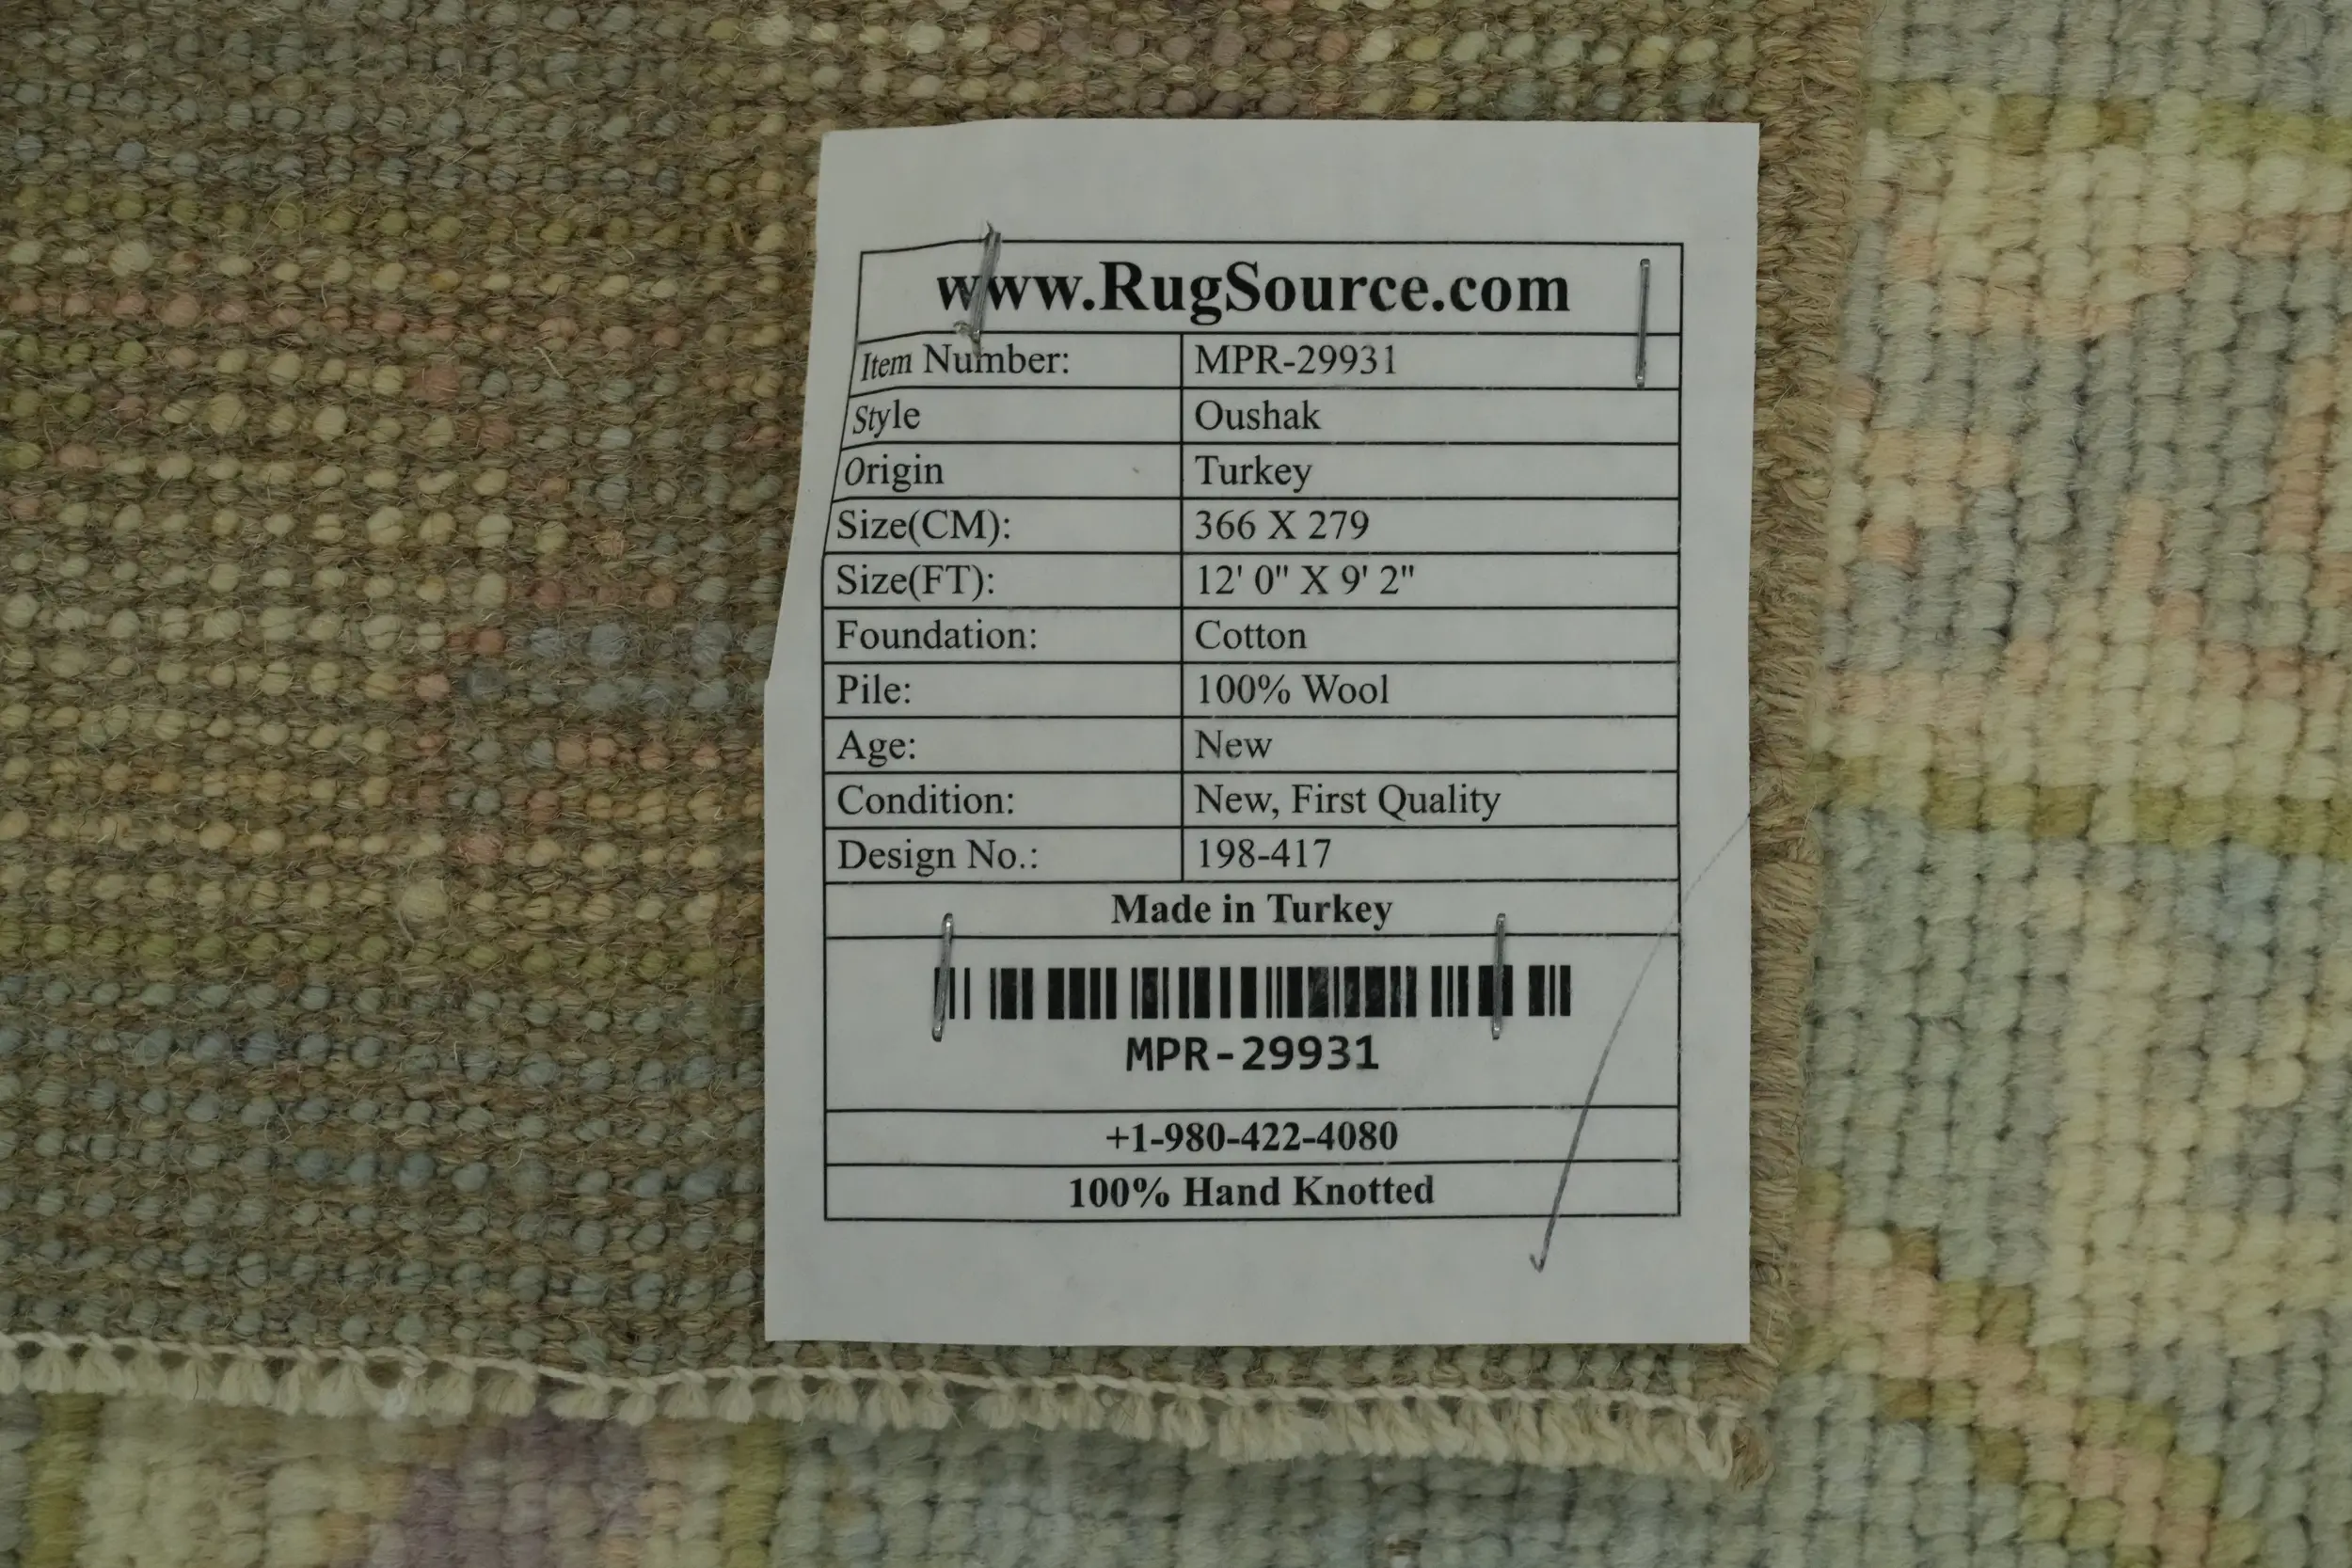 www.RugSource.com
Item Number: MPR-29931
Style Oushak
Origin Turkey
Size(CM): 366 X 279
Size(FT): 12' 0" X 9' 2"
Foundation: Cotton
Pile: 100% Wool
Age: New
Condition: New, First Quality
Design No.: 198-417
Made in Turkey
MPR-29931
+1-980-422-4080
100% Hand Knotted